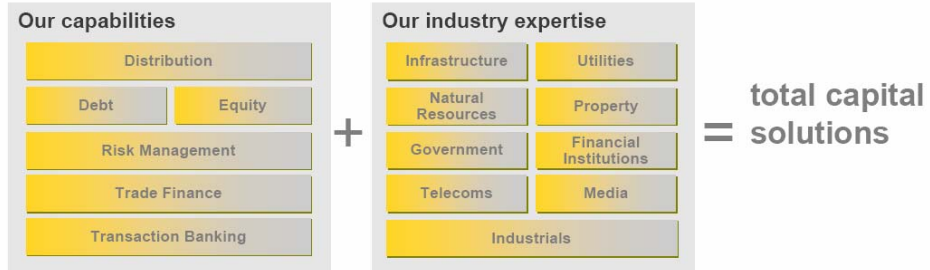 Our capabilities
Distribution
Debt
Equity
Risk Management
Trade Finance
Transaction Banking
+
Our industry expertise
Infrastructure
Utilities
Natural
Resources
Property
Government
Financial
Institutions
Telecoms
Media
Industrials
=
total capital
solutions